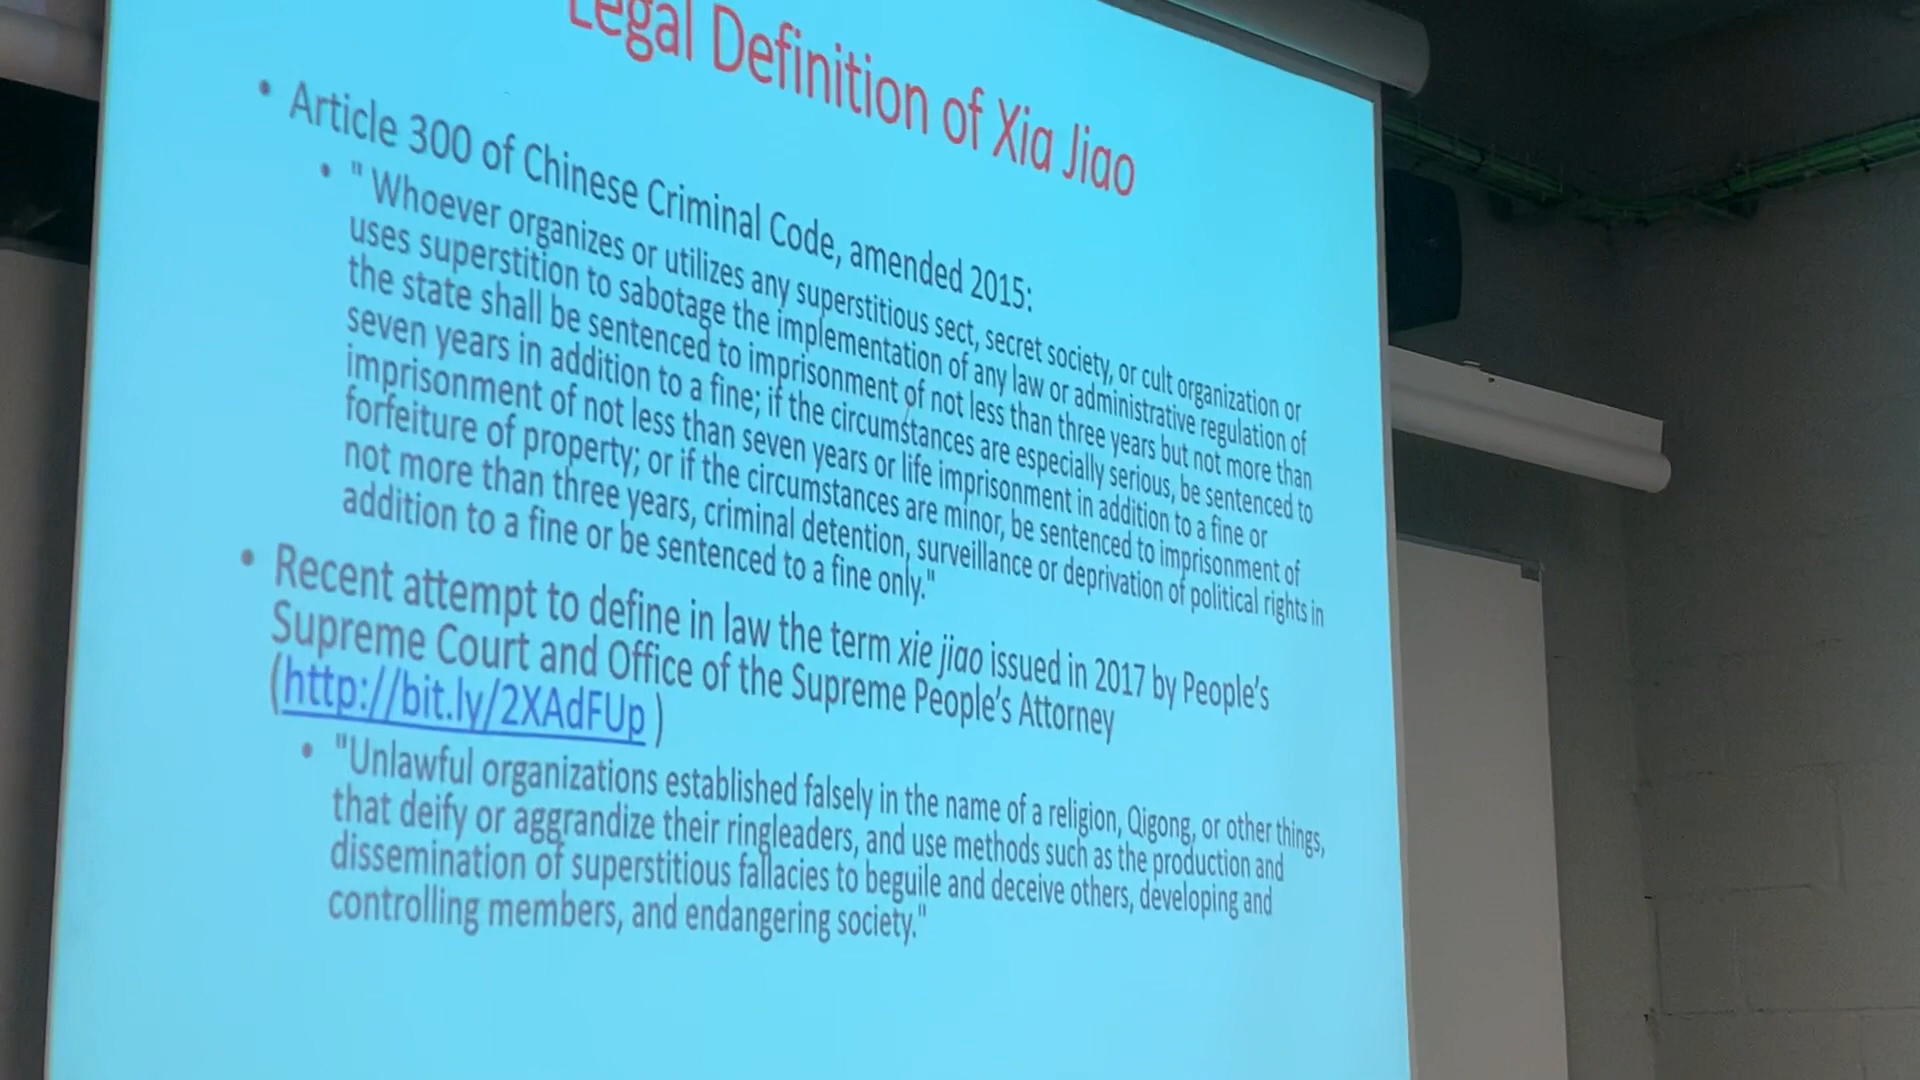 Legal Definition of Xia Jiao
• Article 300 of Chinese Criminal Code, amended 2015:
• " Whoever organizes or utilizes any superstitious sect, secret society, or cult organization or
uses superstition to sabotage the implementation of any law or administrative regulation of
the state shall be sentenced to imprisonment of not less than three years but not more than
seven years in addition to a fine; if the circumstances are especially serious, be sentenced to
imprisonment of not less than seven years or life imprisonment in addition to a fine or
forfeiture of property; or if the circumstances are minor, be sentenced to imprisonment of
not more than three years, criminal detention, surveillance or deprivation of political rights in
addition to a fine or be sentenced to a fine only."
• Recent attempt to define in law the term xie jiao issued in 2017 by People's
Supreme Court and Office of the Supreme People's Attorney
(http://bit.ly/2XAdFUp )
• "Unlawful organizations established falsely in the name of a religion, Qigong, or other things,
that deify or aggrandize their ringleaders, and use methods such as the production and
dissemination of superstitious fallacies to beguile and deceive others, developing and
controlling members, and endangering society."